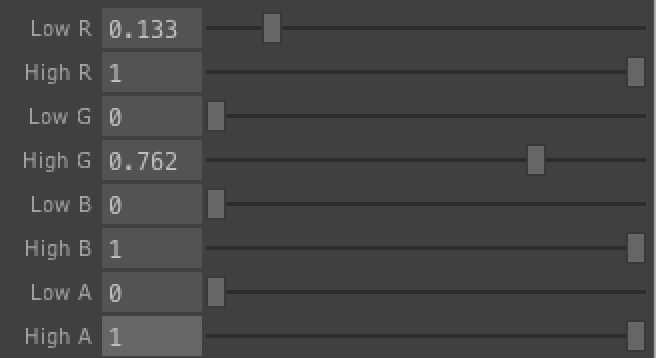 Low R 0.133
High R 1
Low G 0
High G 0.762
Low B 0
High B 1
Low A 0
High A 1